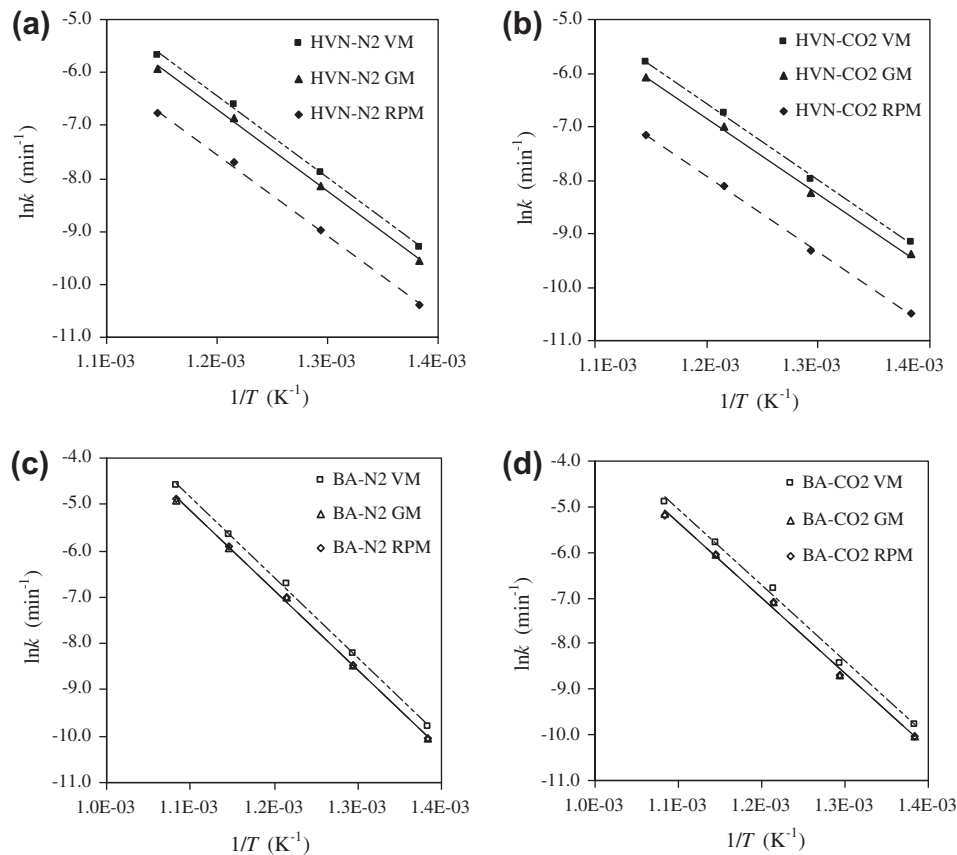 (a)
-5.0
-6.0
-7.0
-8.0
-9.0
-10.0
-11.0
lnk (min-1)
HVN-N2 VM
HVN-N2 GM
HVN-N2 RPM
1.1E-03 1.2E-03 1.3E-03 1.4E-03
1/T (K-1)
(b)
-5.0
-6.0
-7.0
-8.0
-9.0
-10.0
-11.0
lnk (min-1)
HVN-CO2 VM
HVN-CO2 GM
HVN-CO2 RPM
1.1E-03 1.2E-03 1.3E-03 1.4E-03
1/T (K-1)
(c)
-4.0
-5.0
-6.0
-7.0
-8.0
-9.0
-10.0
-11.0
lnk (min-1)
BA-N2 VM
BA-N2 GM
BA-N2 RPM
1.0E-03 1.1E-03 1.2E-03 1.3E-03 1.4E-03
1/T (K-1)
(d)
-4.0
-5.0
-6.0
-7.0
-8.0
-9.0
-10.0
-11.0
lnk (min-1)
BA-CO2 VM
BA-CO2 GM
BA-CO2 RPM
1.0E-03 1.1E-03 1.2E-03 1.3E-03 1.4E-03
1/T (K-1)